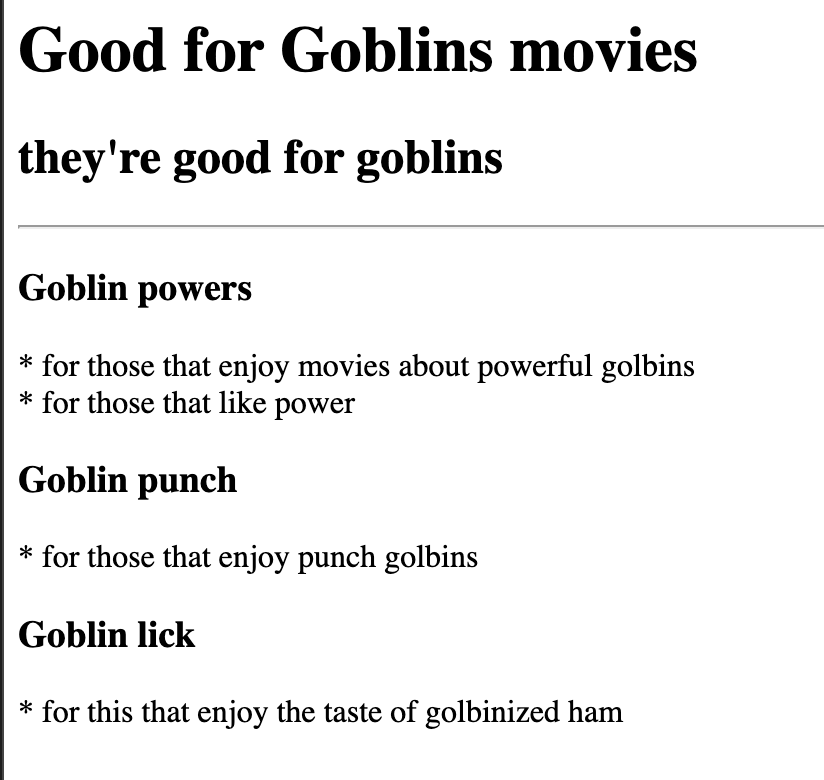 Good for Goblins movies
they're good for goblins
Goblin powers
* for those that enjoy movies about powerful golbins
* for those that like power
Goblin punch
* for those that enjoy punch golbins
Goblin lick
* for this that enjoy the taste of golbinized ham